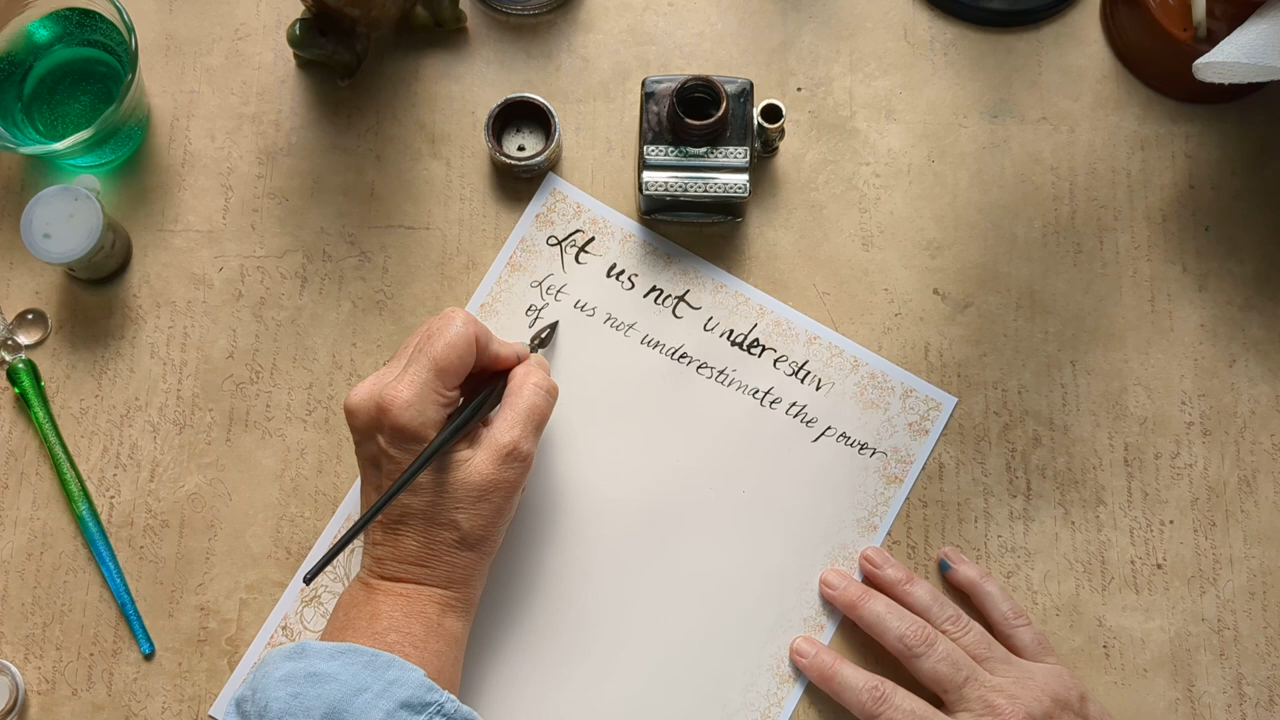 Let us not underestim
Let us not underestimate the power
of